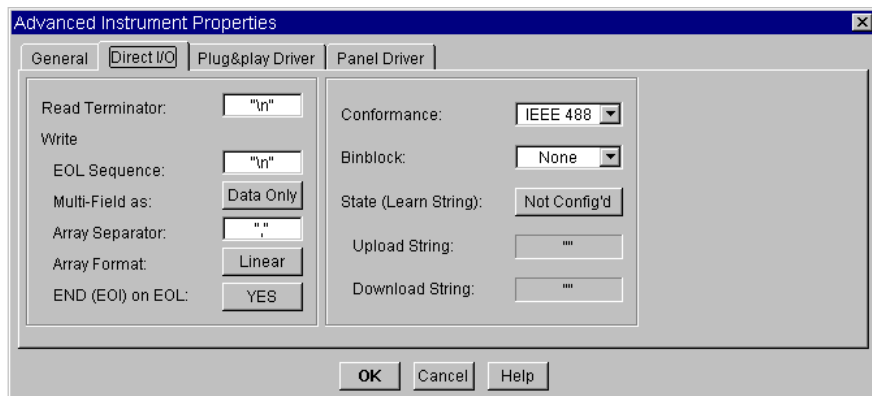 Advanced Instrument Properties
General Direct I/O Plug&play Driver Panel Driver
Read Terminator: "\n"
Write
EOL Sequence: "\n"
Multi-Field as: Data Only
Array Separator: ","
Array Format: Linear
END (EOI) on EOL: YES
Conformance: IEEE 488
Binblock: None
State (Learn String): Not Config'd
Upload String: ""
Download String: ""
OK Cancel Help